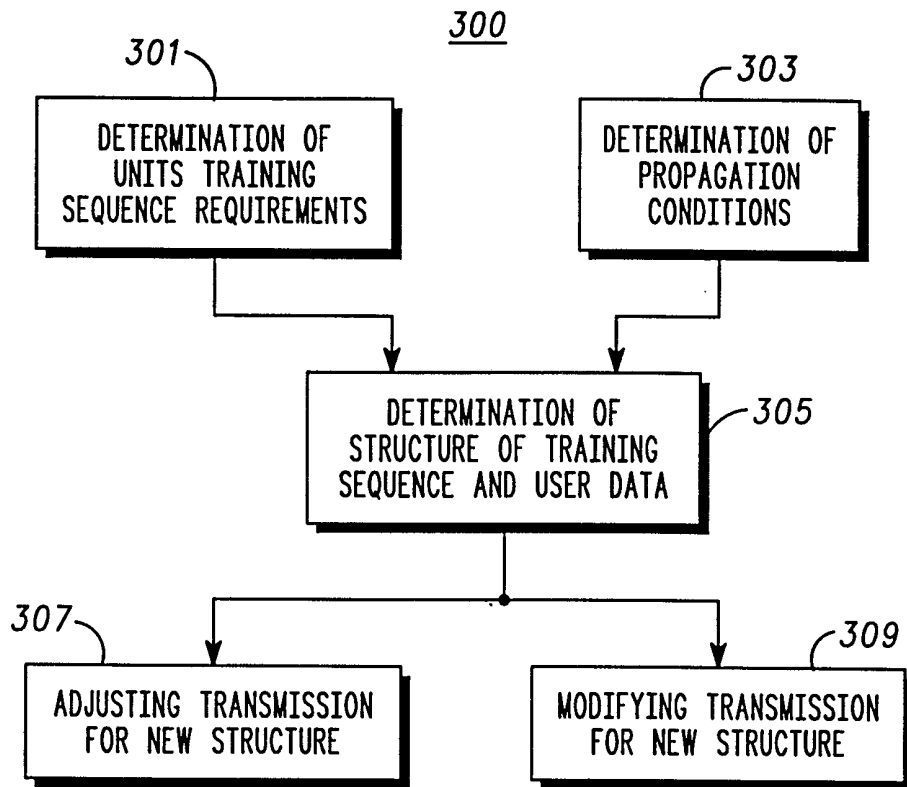 300
301
DETERMINATION OF
UNITS TRAINING
SEQUENCE REQUIREMENTS
303
DETERMINATION OF
PROPAGATION
CONDITIONS
305
DETERMINATION OF
STRUCTURE OF TRAINING
SEQUENCE AND USER DATA
307
ADJUSTING TRANSMISSION
FOR NEW STRUCTURE
309
MODIFYING TRANSMISSION
FOR NEW STRUCTURE